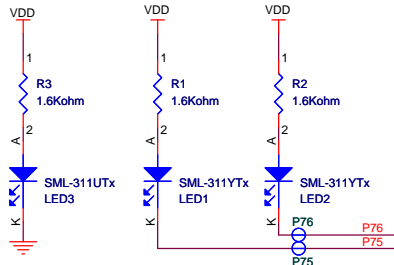 VDD VDD VDD
1 1 1
R3 R1 R2
1.6Kohm 1.6Kohm 1.6Kohm
2 2 2
A A A
SML-311UTx SML-311YTx SML-311YTx
LED3 LED1 LED2
K K K
P76 P76
P75
P75